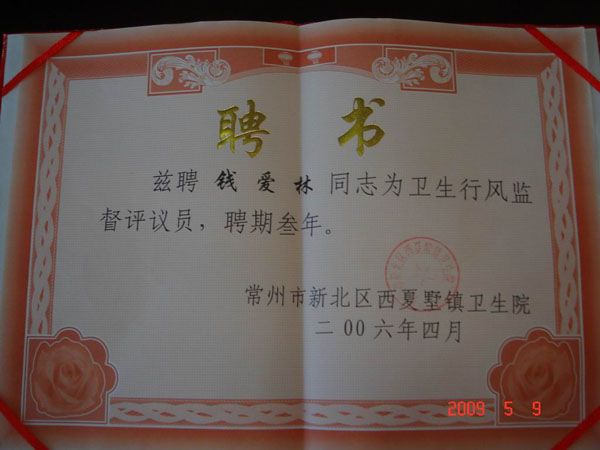 聘书
兹聘 钱爱林 同志为卫生行风监
督评议员，聘期叁年。
常州市新北区西夏墅镇卫生院
二00六年四月
2009 5 9